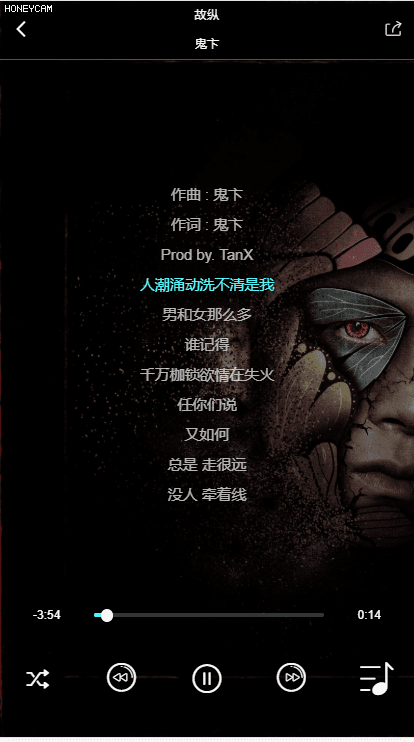 HONEYCAM
故纵
鬼卞
作曲 : 鬼卞
作词 : 鬼卞
Prod by. TanX
人潮涌动洗不清是我
男和女那么多
谁记得
千万枷锁欲情在失火
任你们说
又如何
总是 走很远
没人 牵着线
-3:54
0:14